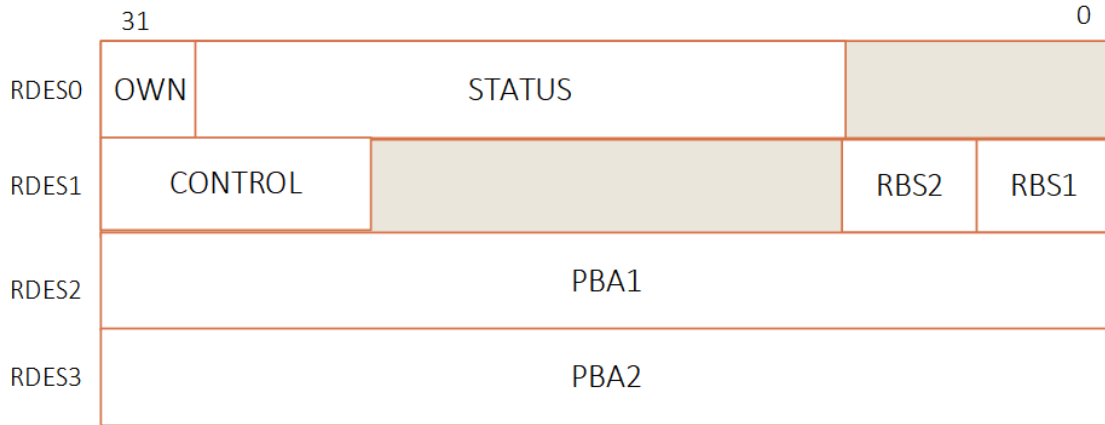 31 0
RDES0 OWN STATUS
RDES1 CONTROL RBS2 RBS1
RDES2 PBA1
RDES3 PBA2